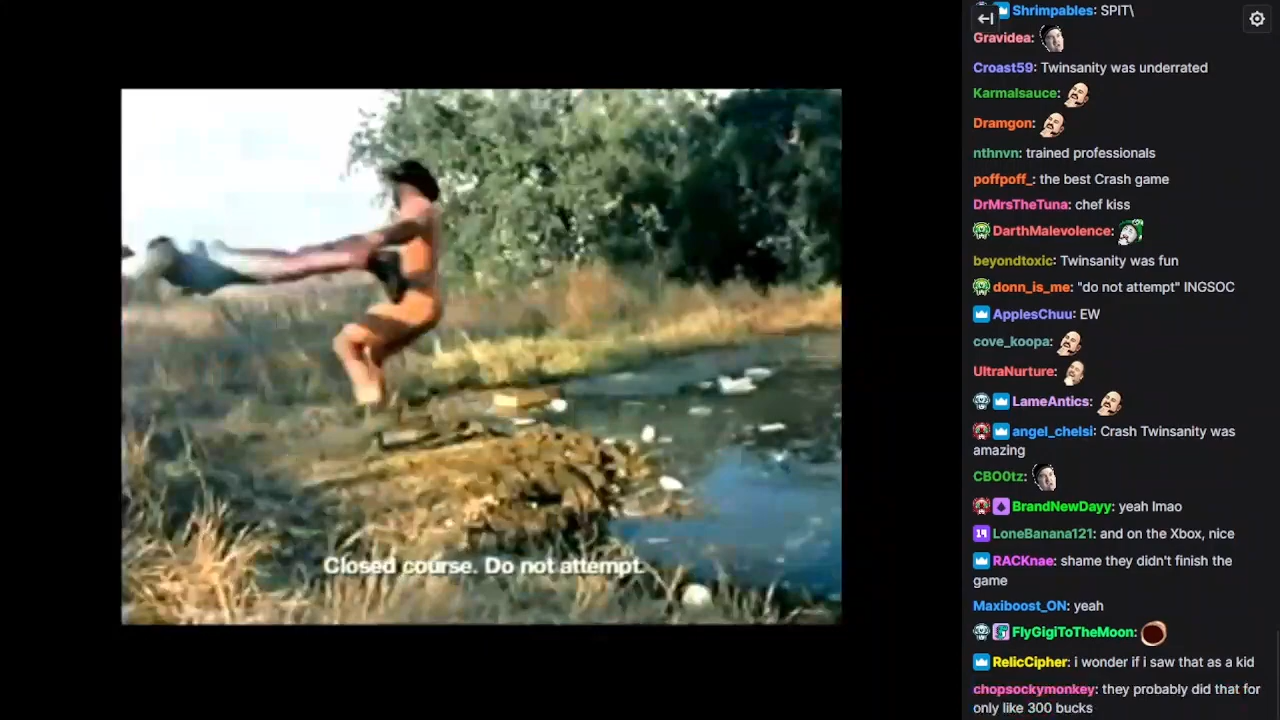 Closed course. Do not attempt.
Shrimpables: SPIT\
Gravidea:
Croast59: Twinsanity was underrated
Karmalsauce:
Dramgon:
nthnvn: trained professionals
poffpoff_: the best Crash game
DrMrsTheTuna: chef kiss
DarthMalevolence:
beyondtoxic: Twinsanity was fun
donn_is_me: "do not attempt" INGSOC
ApplesChuu: EW
cove_koopa:
UltraNurture:
LameAntics:
angel_chelsi: Crash Twinsanity was
amazing
CBO0tz:
BrandNewDayy: yeah lmao
LoneBanana121: and on the Xbox, nice
RACKnae: shame they didn't finish the
game
Maxiboost_ON: yeah
FlyGigiToTheMoon:
RelicCipher: i wonder if i saw that as a kid
chopsockymonkey: they probably did that for
only like 300 bucks